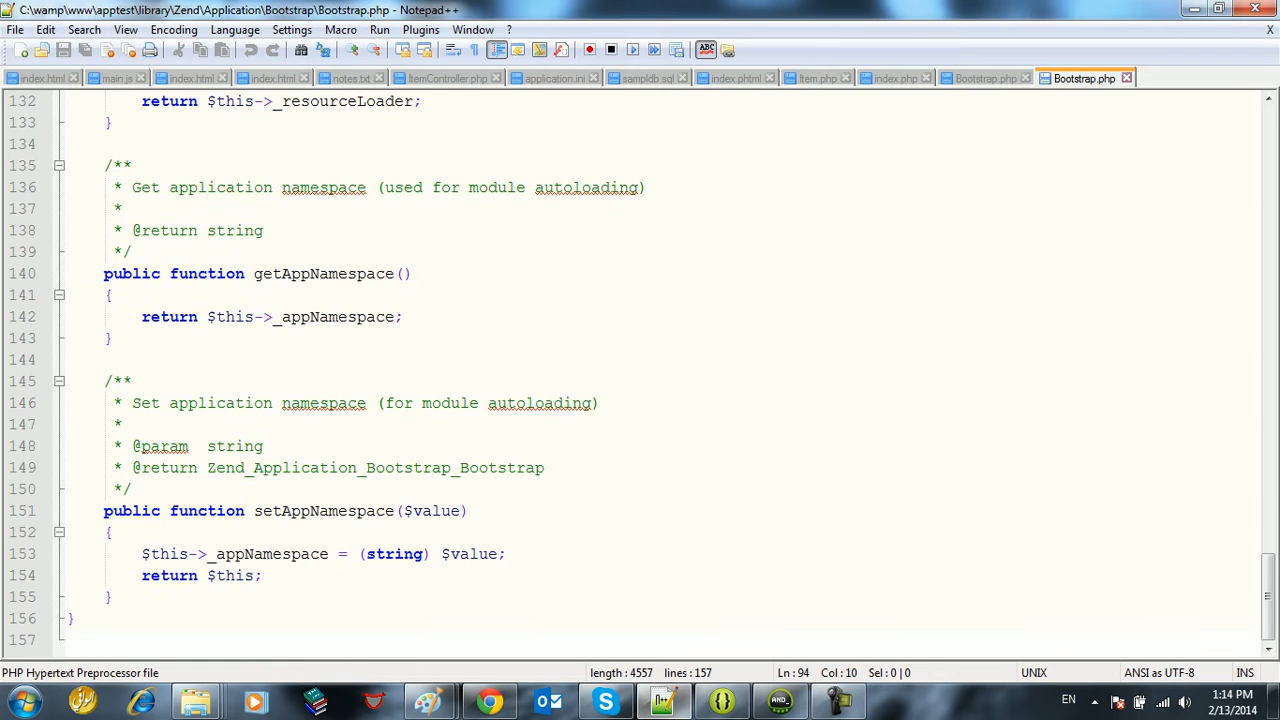 C:\wamp\www\apptest\library\Zend\Application\Bootstrap\Bootstrap.php - Notepad++
File Edit Search View Encoding Language Settings Macro Run Plugins Window ? X
index.html main.js index.html index.html notes.txt ItemController.php application.ini sampldb.sql index.phtml Item.php index.php Bootstrap.php Bootstrap.php
132 return $this->_resourceLoader;
133 }
134
135 /**
136 * Get application namespace (used for module autoloading)
137 *
138 * @return string
139 */
140 public function getAppNamespace()
141 {
142 return $this->_appNamespace;
143 }
144
145 /**
146 * Set application namespace (for module autoloading)
147 *
148 * @param  string
149 * @return Zend_Application_Bootstrap_Bootstrap
150 */
151 public function setAppNamespace($value)
152 {
153 $this->_appNamespace = (string) $value;
154 return $this;
155 }
156 }
157
PHP Hypertext Preprocessor file length : 4557 lines : 157 Ln : 94 Col : 10 Sel : 0 | 0 UNIX ANSI as UTF-8 INS
EN 1:14 PM
2/13/2014